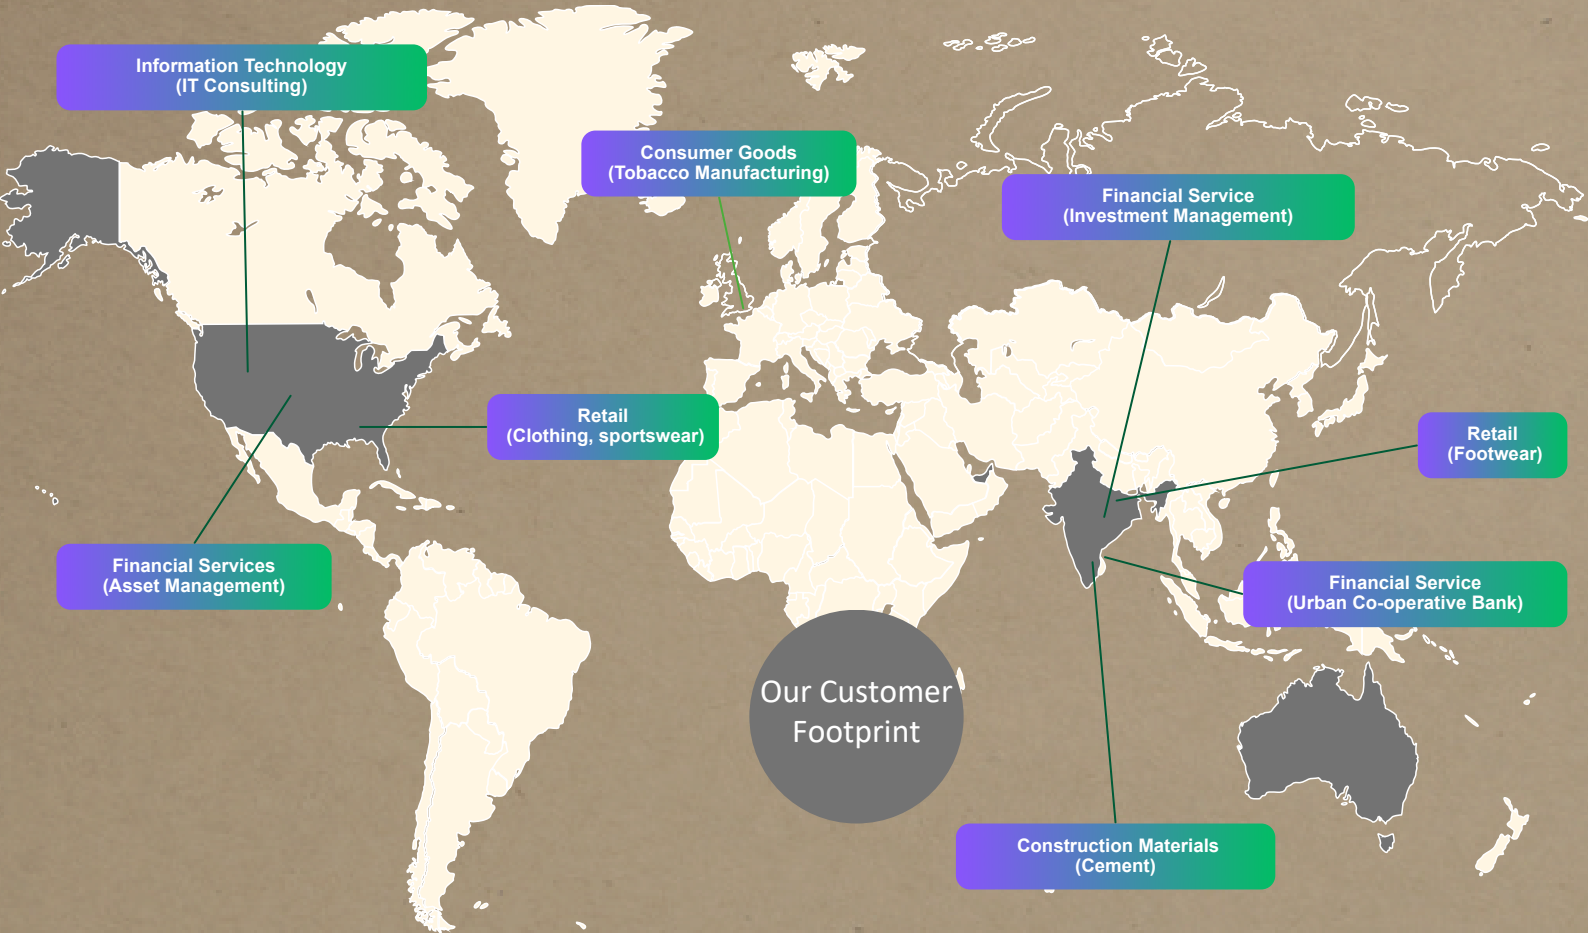 Information Technology
(IT Consulting)
Consumer Goods
(Tobacco Manufacturing)
Financial Service
(Investment Management)
Retail
(Clothing, sportswear)
Retail
(Footwear)
Financial Services
(Asset Management)
Financial Service
(Urban Co-operative Bank)
Our Customer
Footprint
Construction Materials
(Cement)